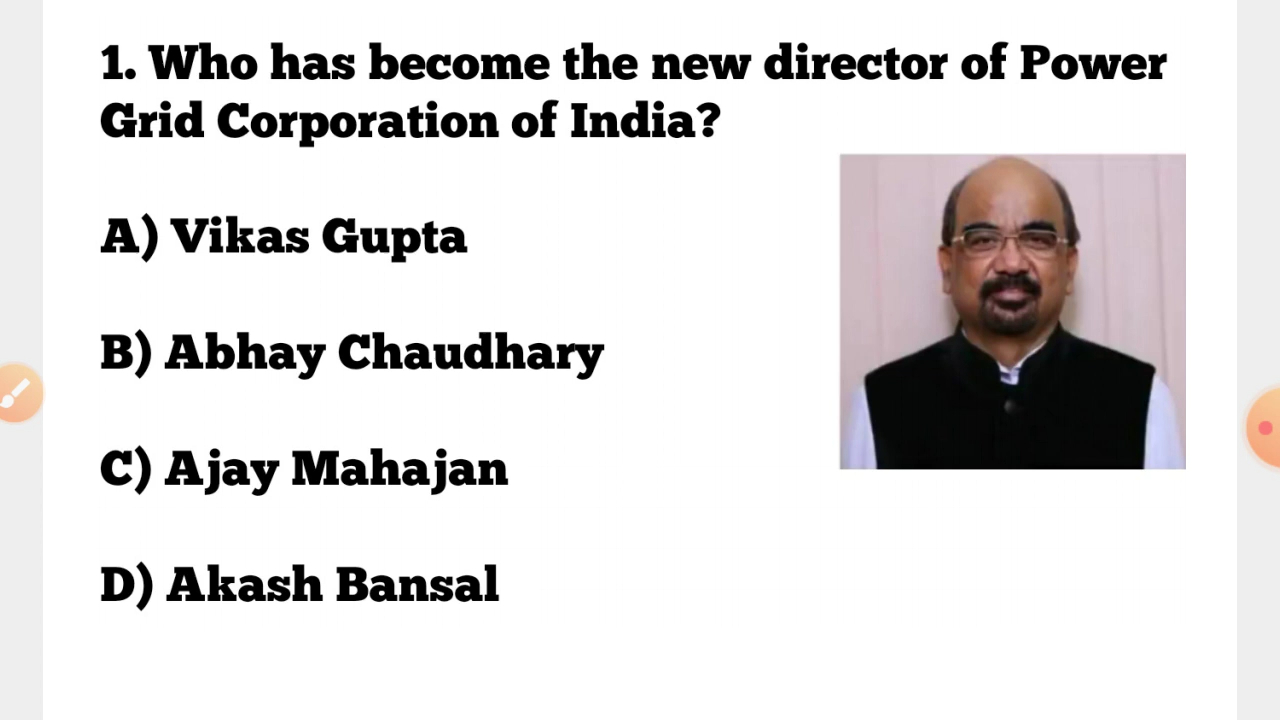 1. Who has become the new director of Power
Grid Corporation of India?
A) Vikas Gupta
B) Abhay Chaudhary
C) Ajay Mahajan
D) Akash Bansal